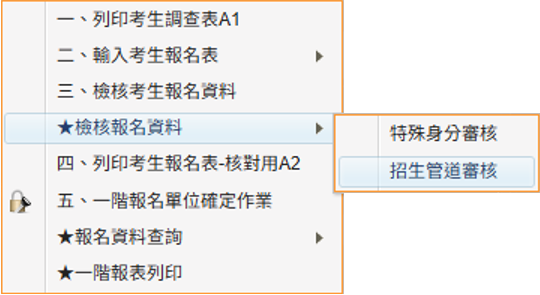 一、列印考生調查表A1
二、輸入考生報名表
三、檢核考生報名資料
★檢核報名資料
特殊身分審核
招生管道審核
四、列印考生報名表-核對用A2
五、一階報名單位確定作業
★報名資料查詢
★一階報表列印